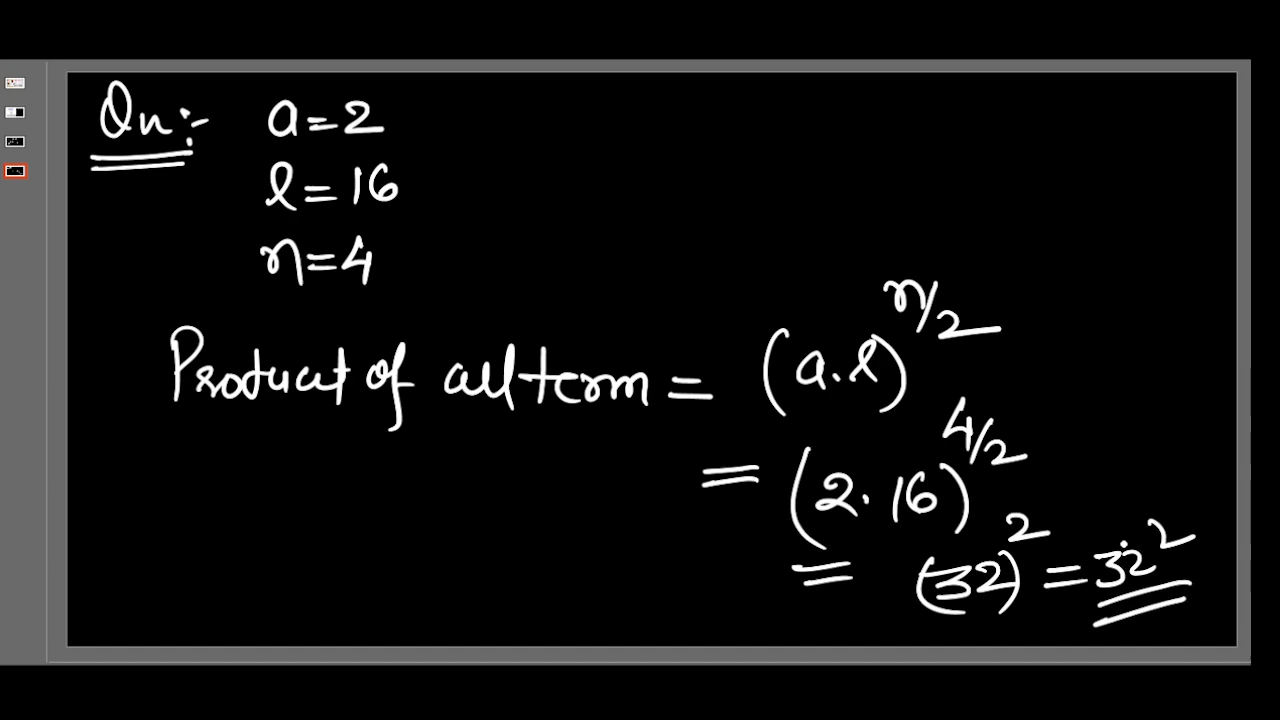 Qn:-
a=2
l=16
n=4
Product of all term = (a.l)^n/2
= (2.16)^4/2
= (32)^2 = 32^2